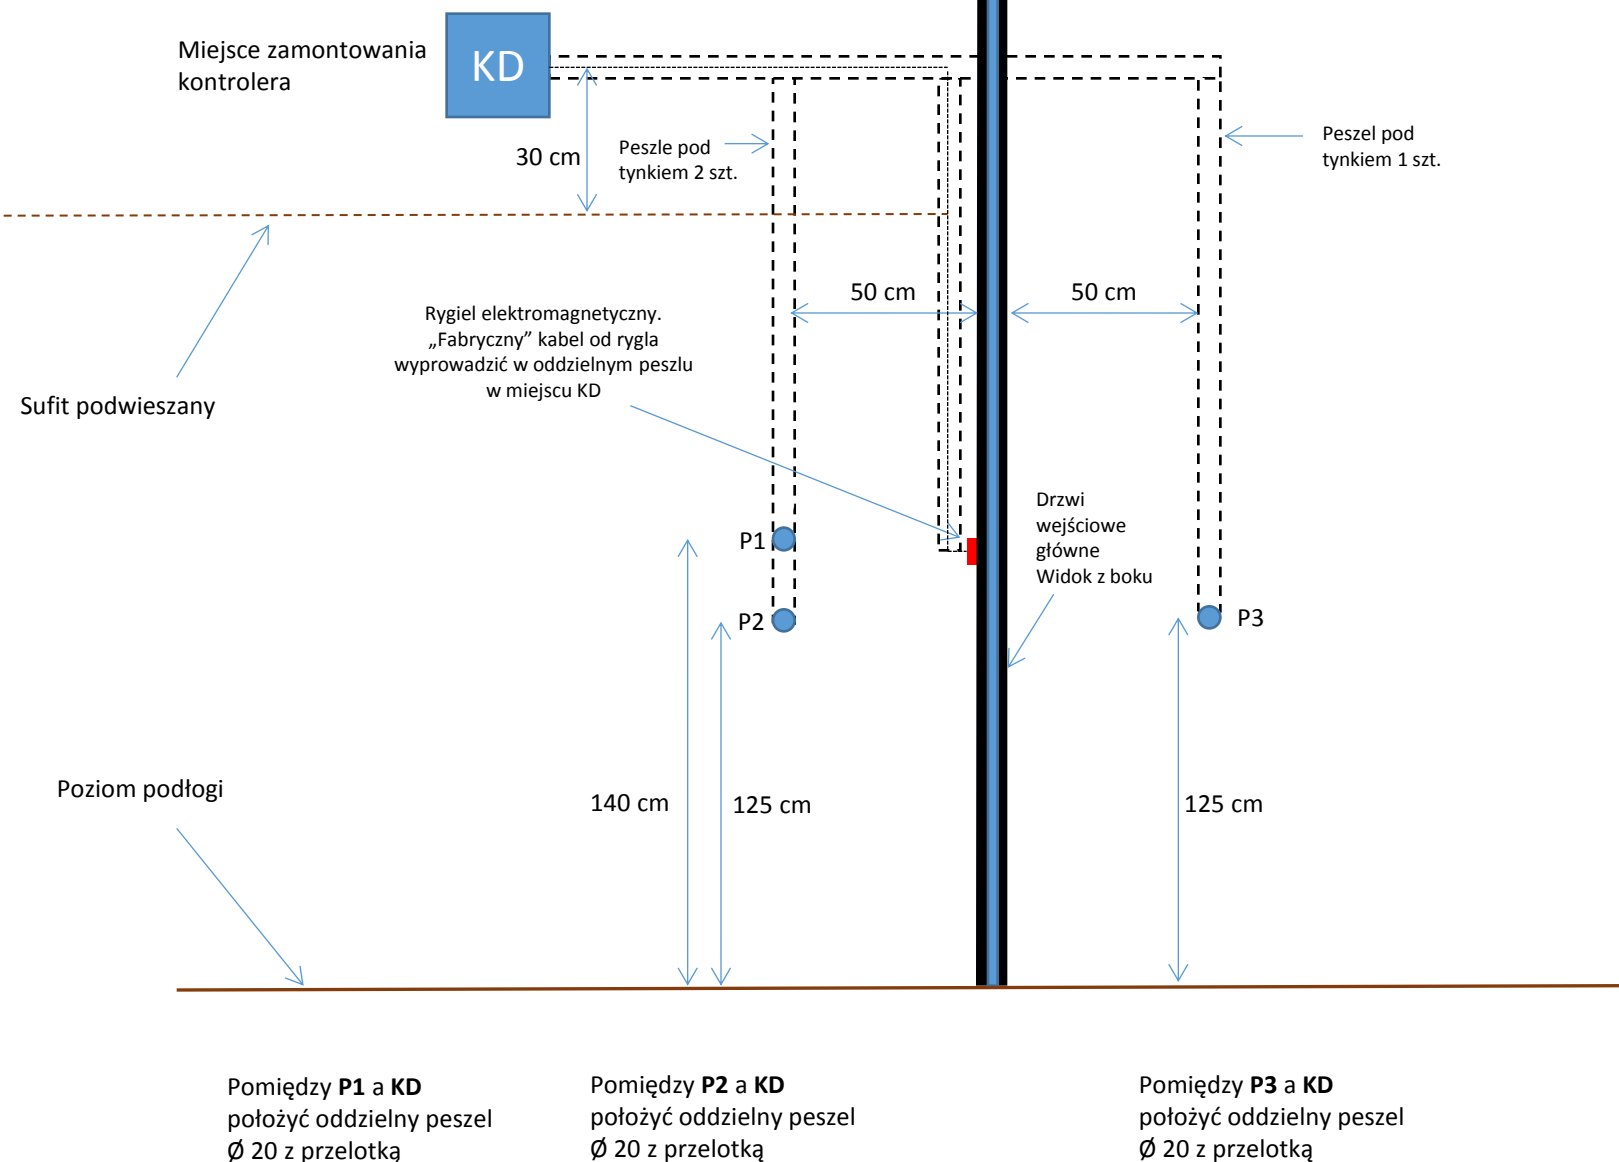 Miejsce zamontowania
kontrolera
KD
30 cm
Peszle pod
tynkiem 2 szt.
Peszel pod
tynkiem 1 szt.
50 cm
50 cm
Rygiel elektromagnetyczny.
„Fabryczny” kabel od rygla
wyprowadzić w oddzielnym peszlu
w miejscu KD
Sufit podwieszany
Drzwi
wejściowe
główne
Widok z boku
P1
P2
P3
Poziom podłogi
140 cm
125 cm
125 cm
Pomiędzy P1 a KD
położyć oddzielny peszel
Ø 20 z przelotką
Pomiędzy P2 a KD
położyć oddzielny peszel
Ø 20 z przelotką
Pomiędzy P3 a KD
położyć oddzielny peszel
Ø 20 z przelotką